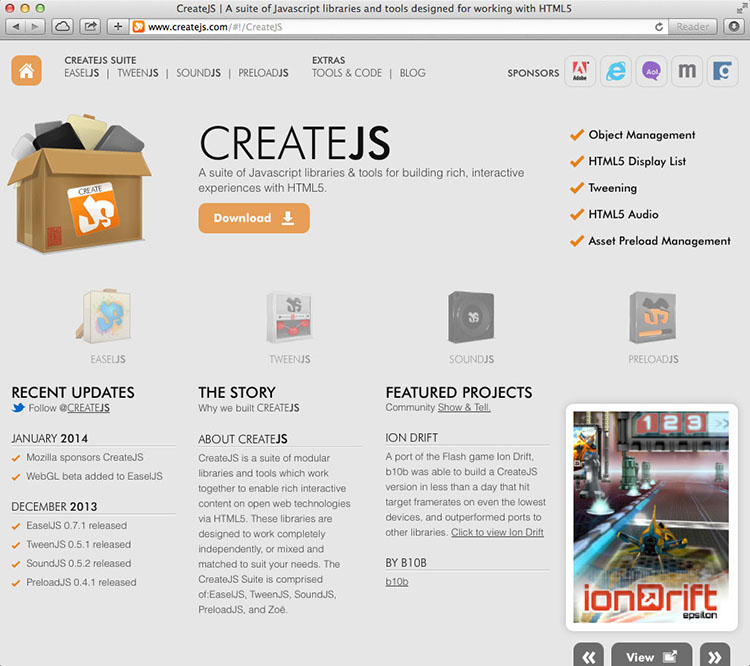 CreateJS | A suite of Javascript libraries and tools designed for working with HTML5
www.createjs.com/#!/CreateJS
Reader
CREATEJS SUITE
EASELJS | TWEENJS | SOUNDJS | PRELOADJS
EXTRAS
TOOLS & CODE | BLOG
SPONSORS
Adobe
Aol
m
g
CREATE
CREATEJS
A suite of Javascript libraries & tools for building rich, interactive
experiences with HTML5.
Download
Object Management
HTML5 Display List
Tweening
HTML5 Audio
Asset Preload Management
EASELJS
TWEENJS
SOUNDJS
PRELOADJS
RECENT UPDATES
Follow @CREATEJS
JANUARY 2014
Mozilla sponsors CreateJS
WebGL beta added to EaselJS
DECEMBER 2013
EaselJS 0.7.1 released
TweenJS 0.5.1 released
SoundJS 0.5.2 released
PreloadJS 0.4.1 released
THE STORY
Why we built CREATEJS
ABOUT CREATEJS
CreateJS is a suite of modular
libraries and tools which work
together to enable rich interactive
content on open web technologies
via HTML5. These libraries are
designed to work completely
independently, or mixed and
matched to suit your needs. The
CreateJS Suite is comprised
of:EaselJS, TweenJS, SoundJS,
PreloadJS, and Zoë.
FEATURED PROJECTS
Community Show & Tell.
ION DRIFT
A port of the Flash game Ion Drift,
b10b was able to build a CreateJS
version in less than a day that hit
target framerates on even the lowest
devices, and outperformed ports to
other libraries. Click to view Ion Drift
BY B10B
b10b
123 >>
ionDrift
epsilon
« View »